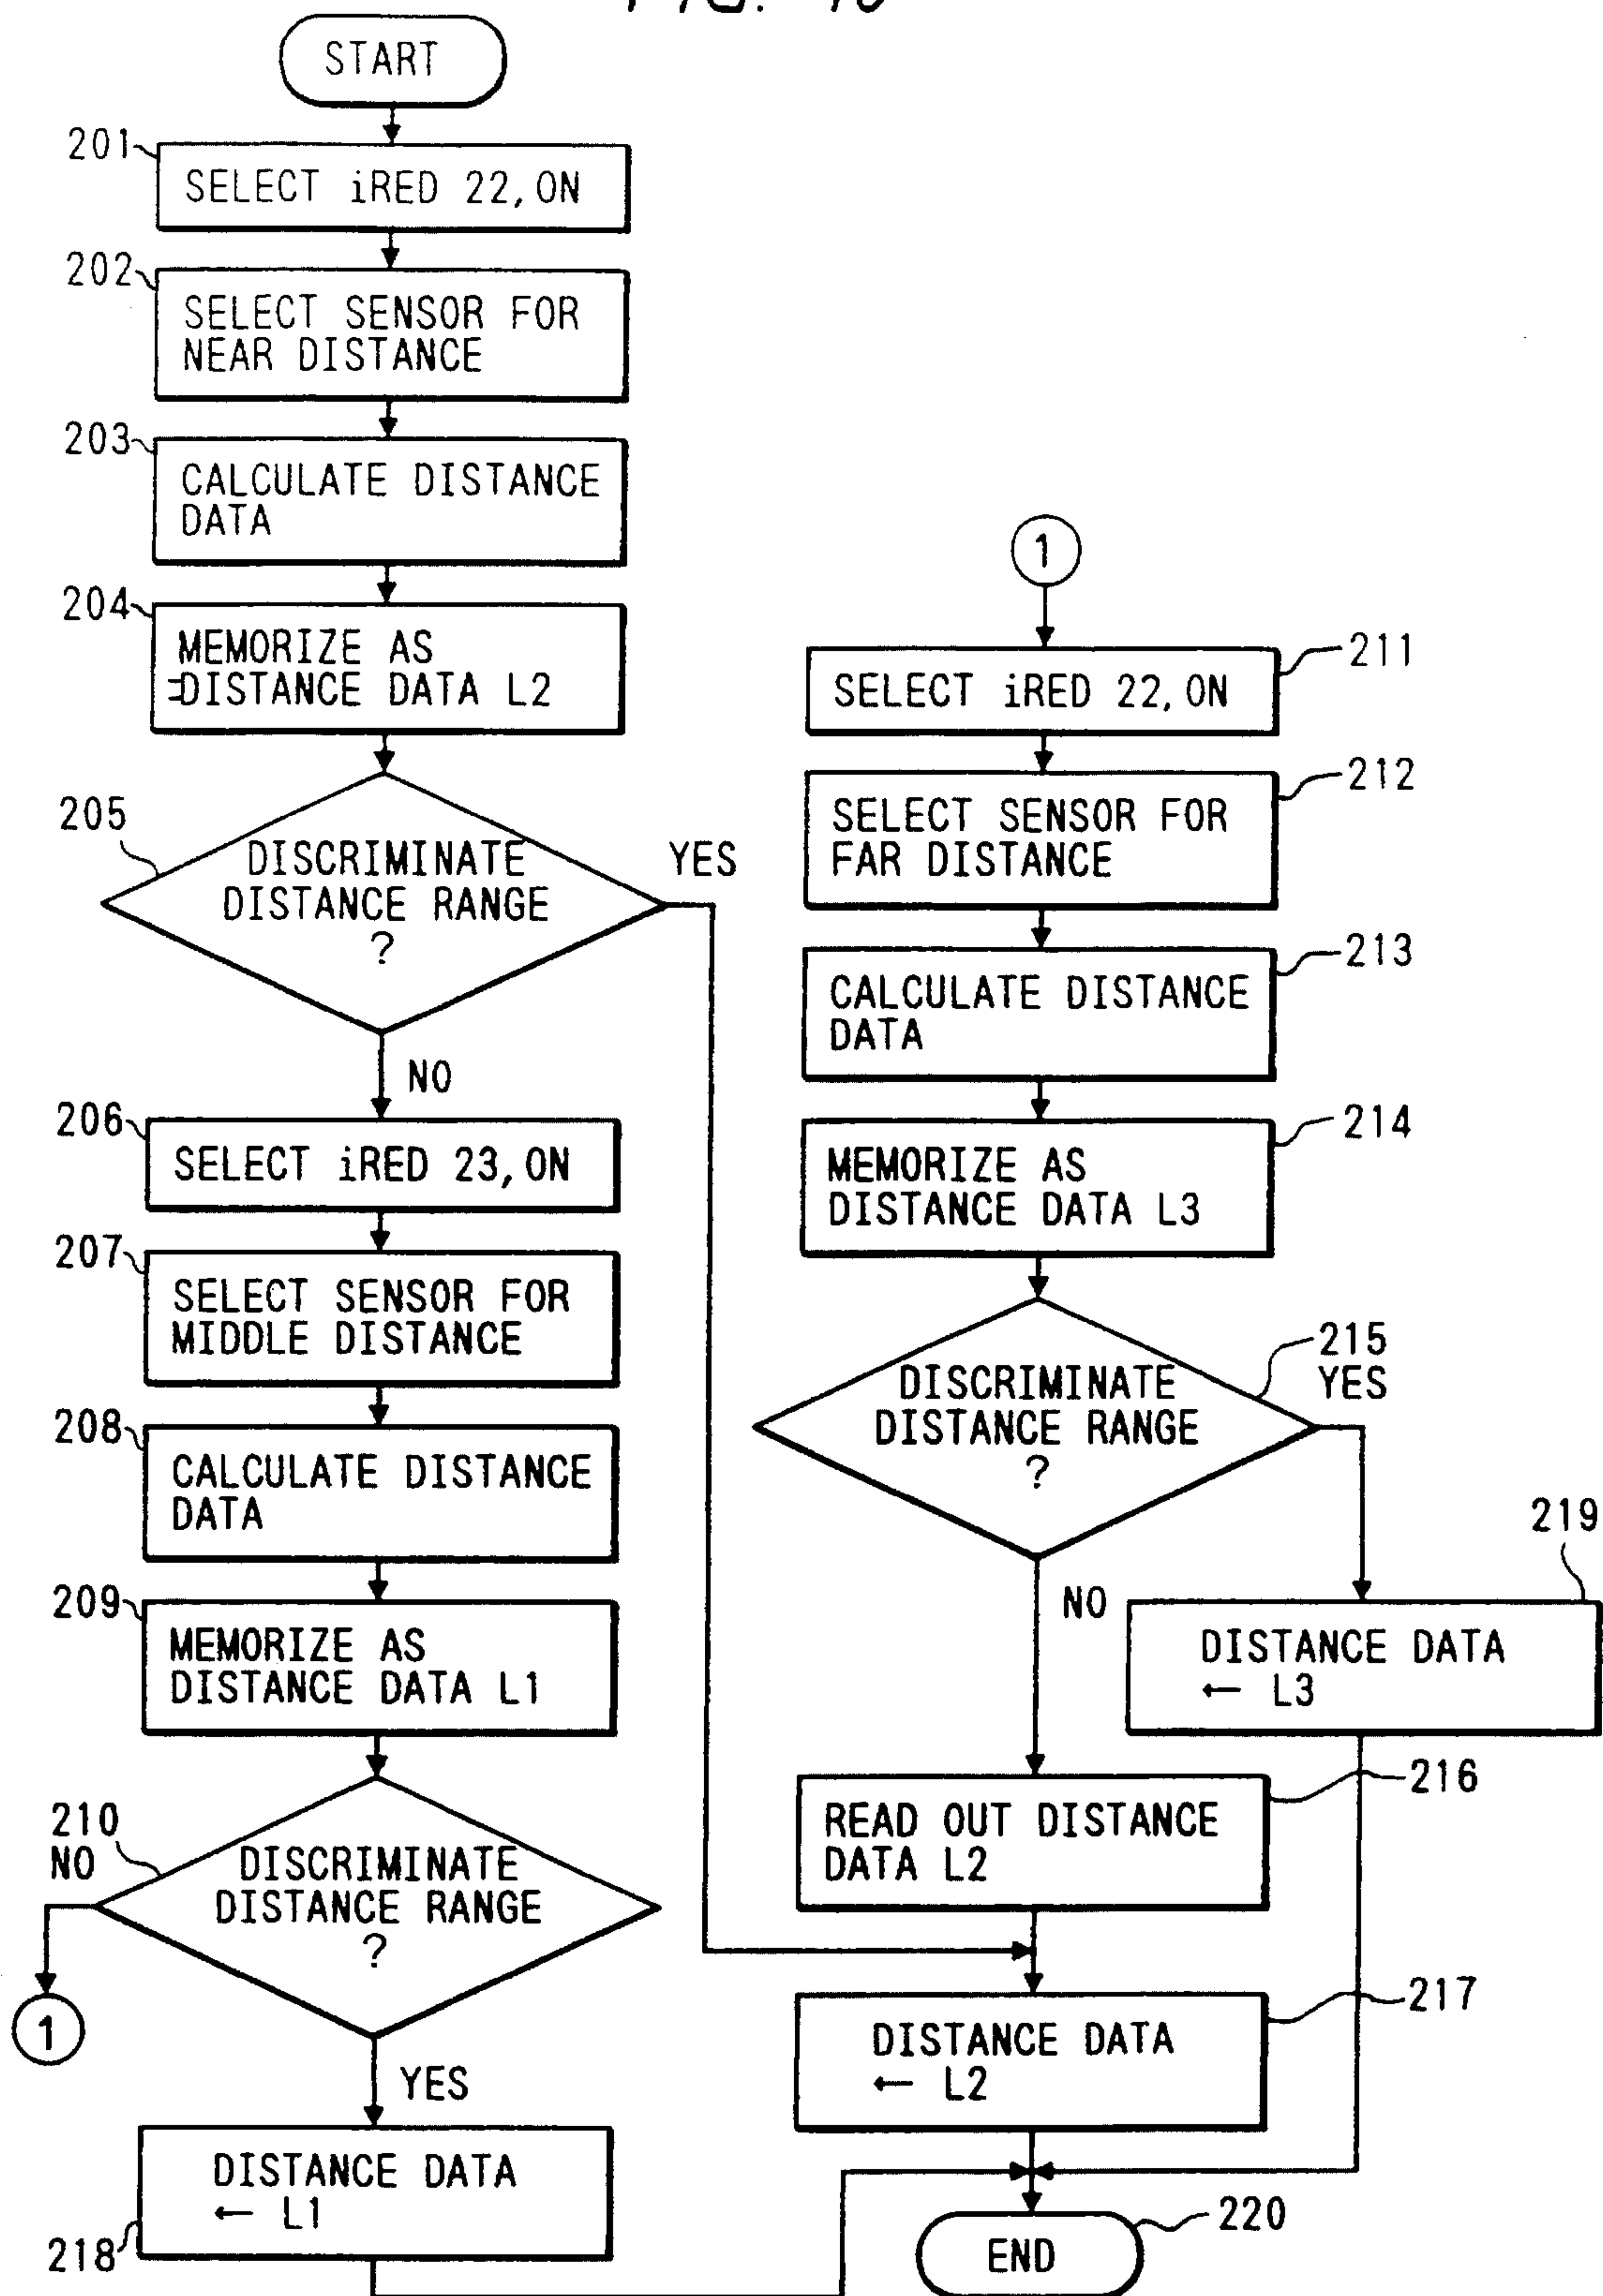 START
201
SELECT iRED 22, ON
202
SELECT SENSOR FOR
NEAR DISTANCE
203
CALCULATE DISTANCE
DATA
204
MEMORIZE AS
DISTANCE DATA L2
205
DISCRIMINATE
DISTANCE RANGE
?
YES
NO
206
SELECT iRED 23, ON
207
SELECT SENSOR FOR
MIDDLE DISTANCE
208
CALCULATE DISTANCE
DATA
209
MEMORIZE AS
DISTANCE DATA L1
210
NO
DISCRIMINATE
DISTANCE RANGE
?
1
YES
DISTANCE DATA
← L1
218
1
211
SELECT iRED 22, ON
212
SELECT SENSOR FOR
FAR DISTANCE
213
CALCULATE DISTANCE
DATA
214
MEMORIZE AS
DISTANCE DATA L3
215
YES
DISCRIMINATE
DISTANCE RANGE
?
NO
219
DISTANCE DATA
← L3
216
READ OUT DISTANCE
DATA L2
217
DISTANCE DATA
← L2
220
END